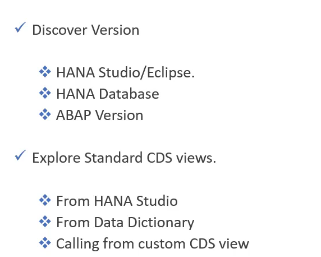 Discover Version
HANA Studio/Eclipse.
HANA Database
ABAP Version
Explore Standard CDS views.
From HANA Studio
From Data Dictionary
Calling from custom CDS view